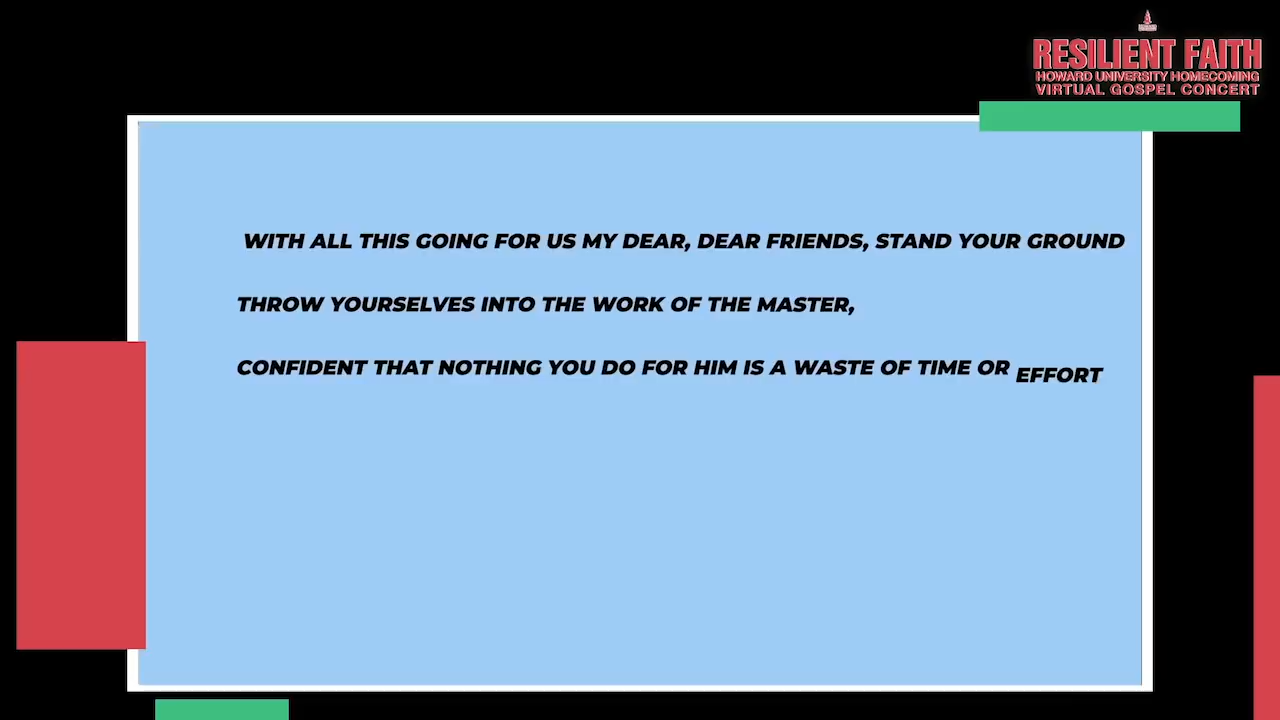 RESILIENT FAITH
HOWARD UNIVERSITY HOMECOMING
VIRTUAL GOSPEL CONCERT
WITH ALL THIS GOING FOR US MY DEAR, DEAR FRIENDS, STAND YOUR GROUND
THROW YOURSELVES INTO THE WORK OF THE MASTER,
CONFIDENT THAT NOTHING YOU DO FOR HIM IS A WASTE OF TIME OR EFFORT